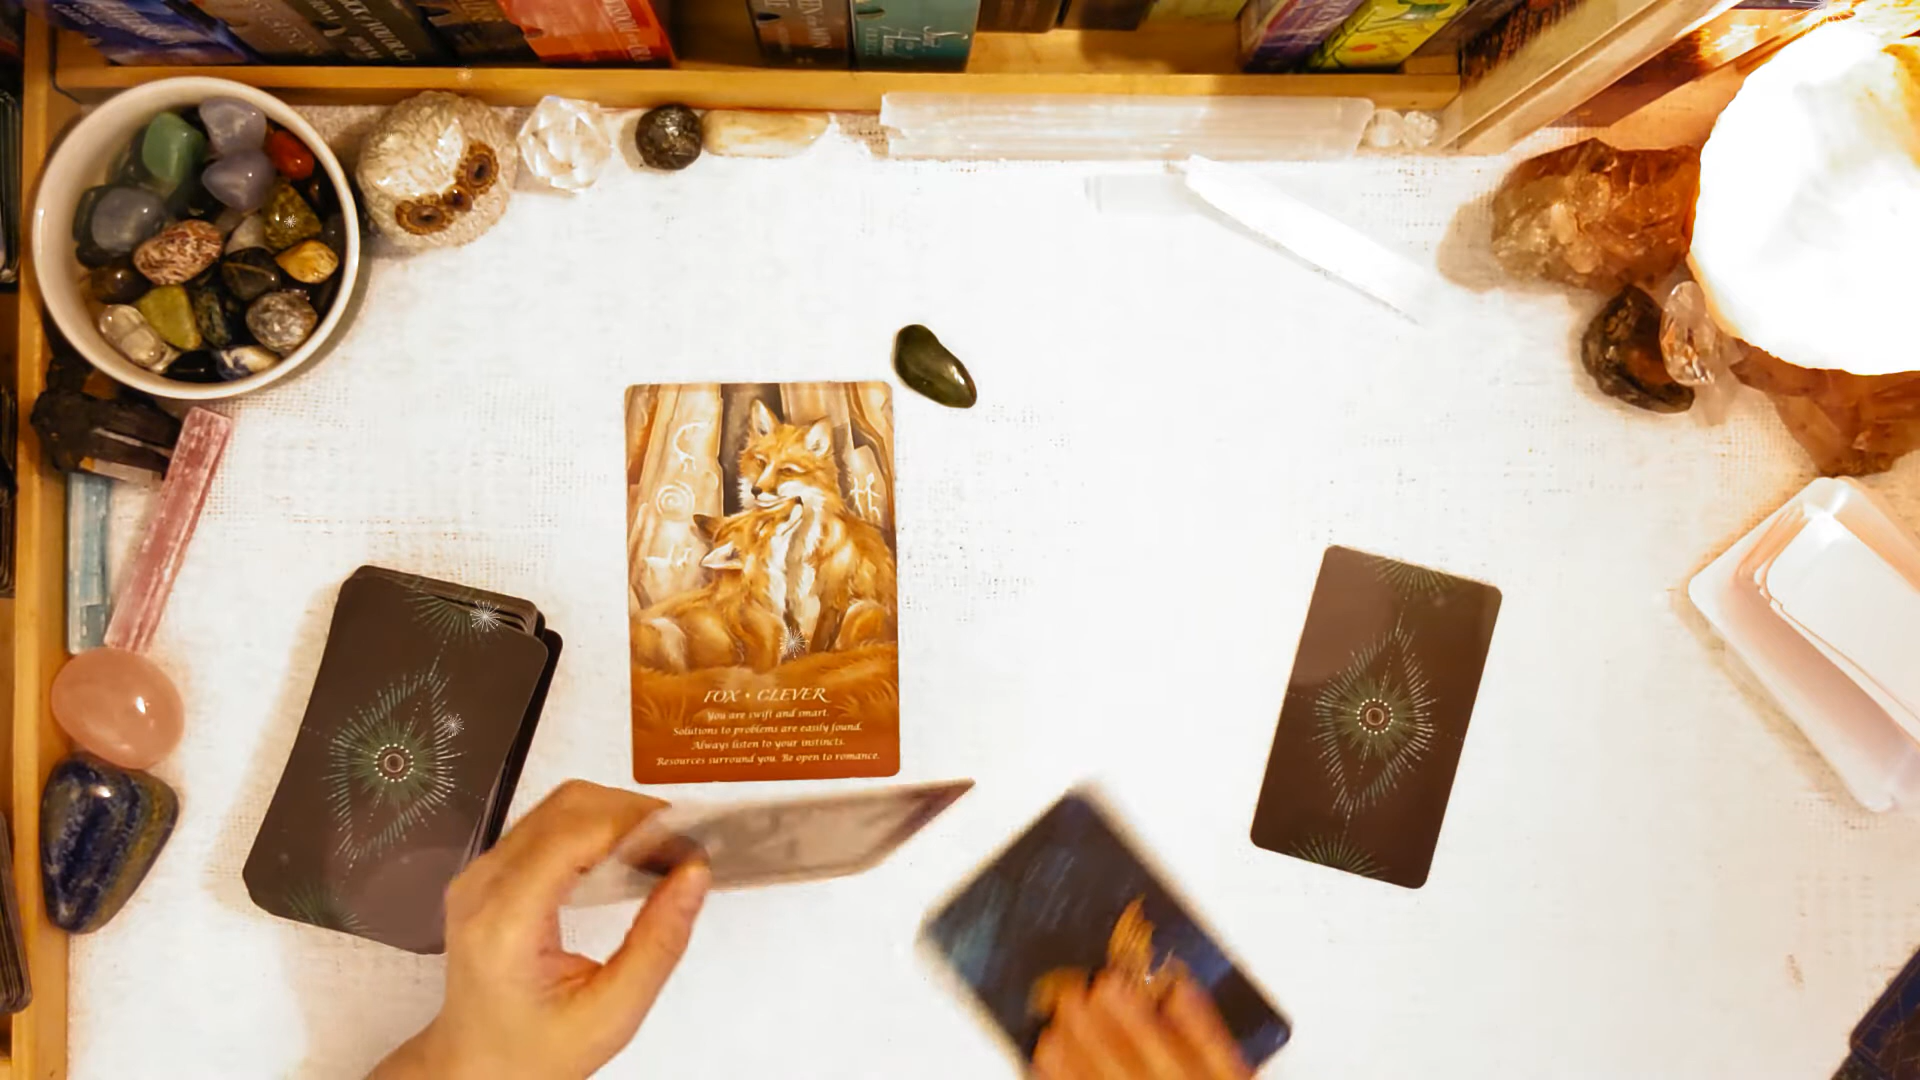 FOX • CLEVER
You are swift and smart.
Solutions to problems are easily found.
Always listen to your instincts.
Resources surround you. Be open to romance.